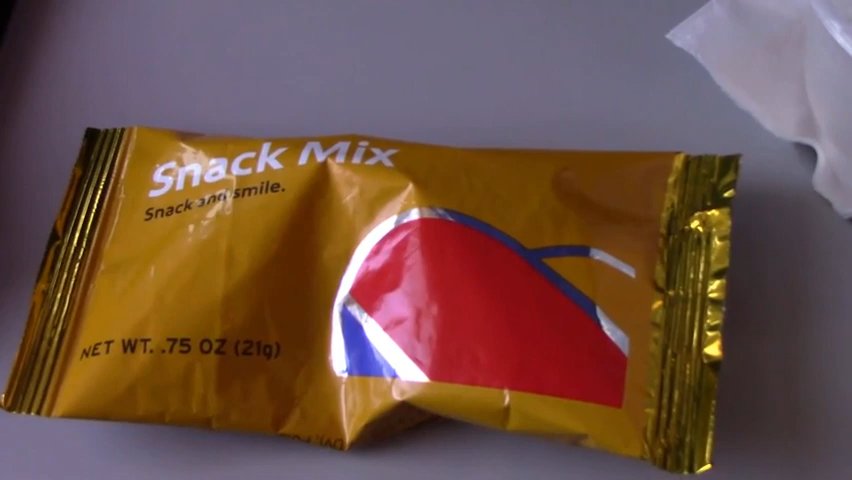 Snack Mix
Snack and smile.
NET WT. .75 OZ (21g)